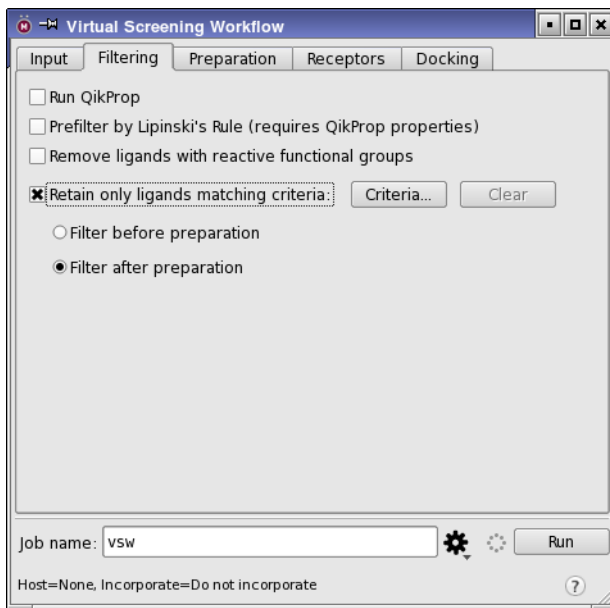 Virtual Screening Workflow
Input Filtering Preparation Receptors Docking
Run QikProp
Prefilter by Lipinski's Rule (requires QikProp properties)
Remove ligands with reactive functional groups
Retain only ligands matching criteria: Criteria... Clear
Filter before preparation
Filter after preparation
Job name: vsw Run
Host=None, Incorporate=Do not incorporate ?